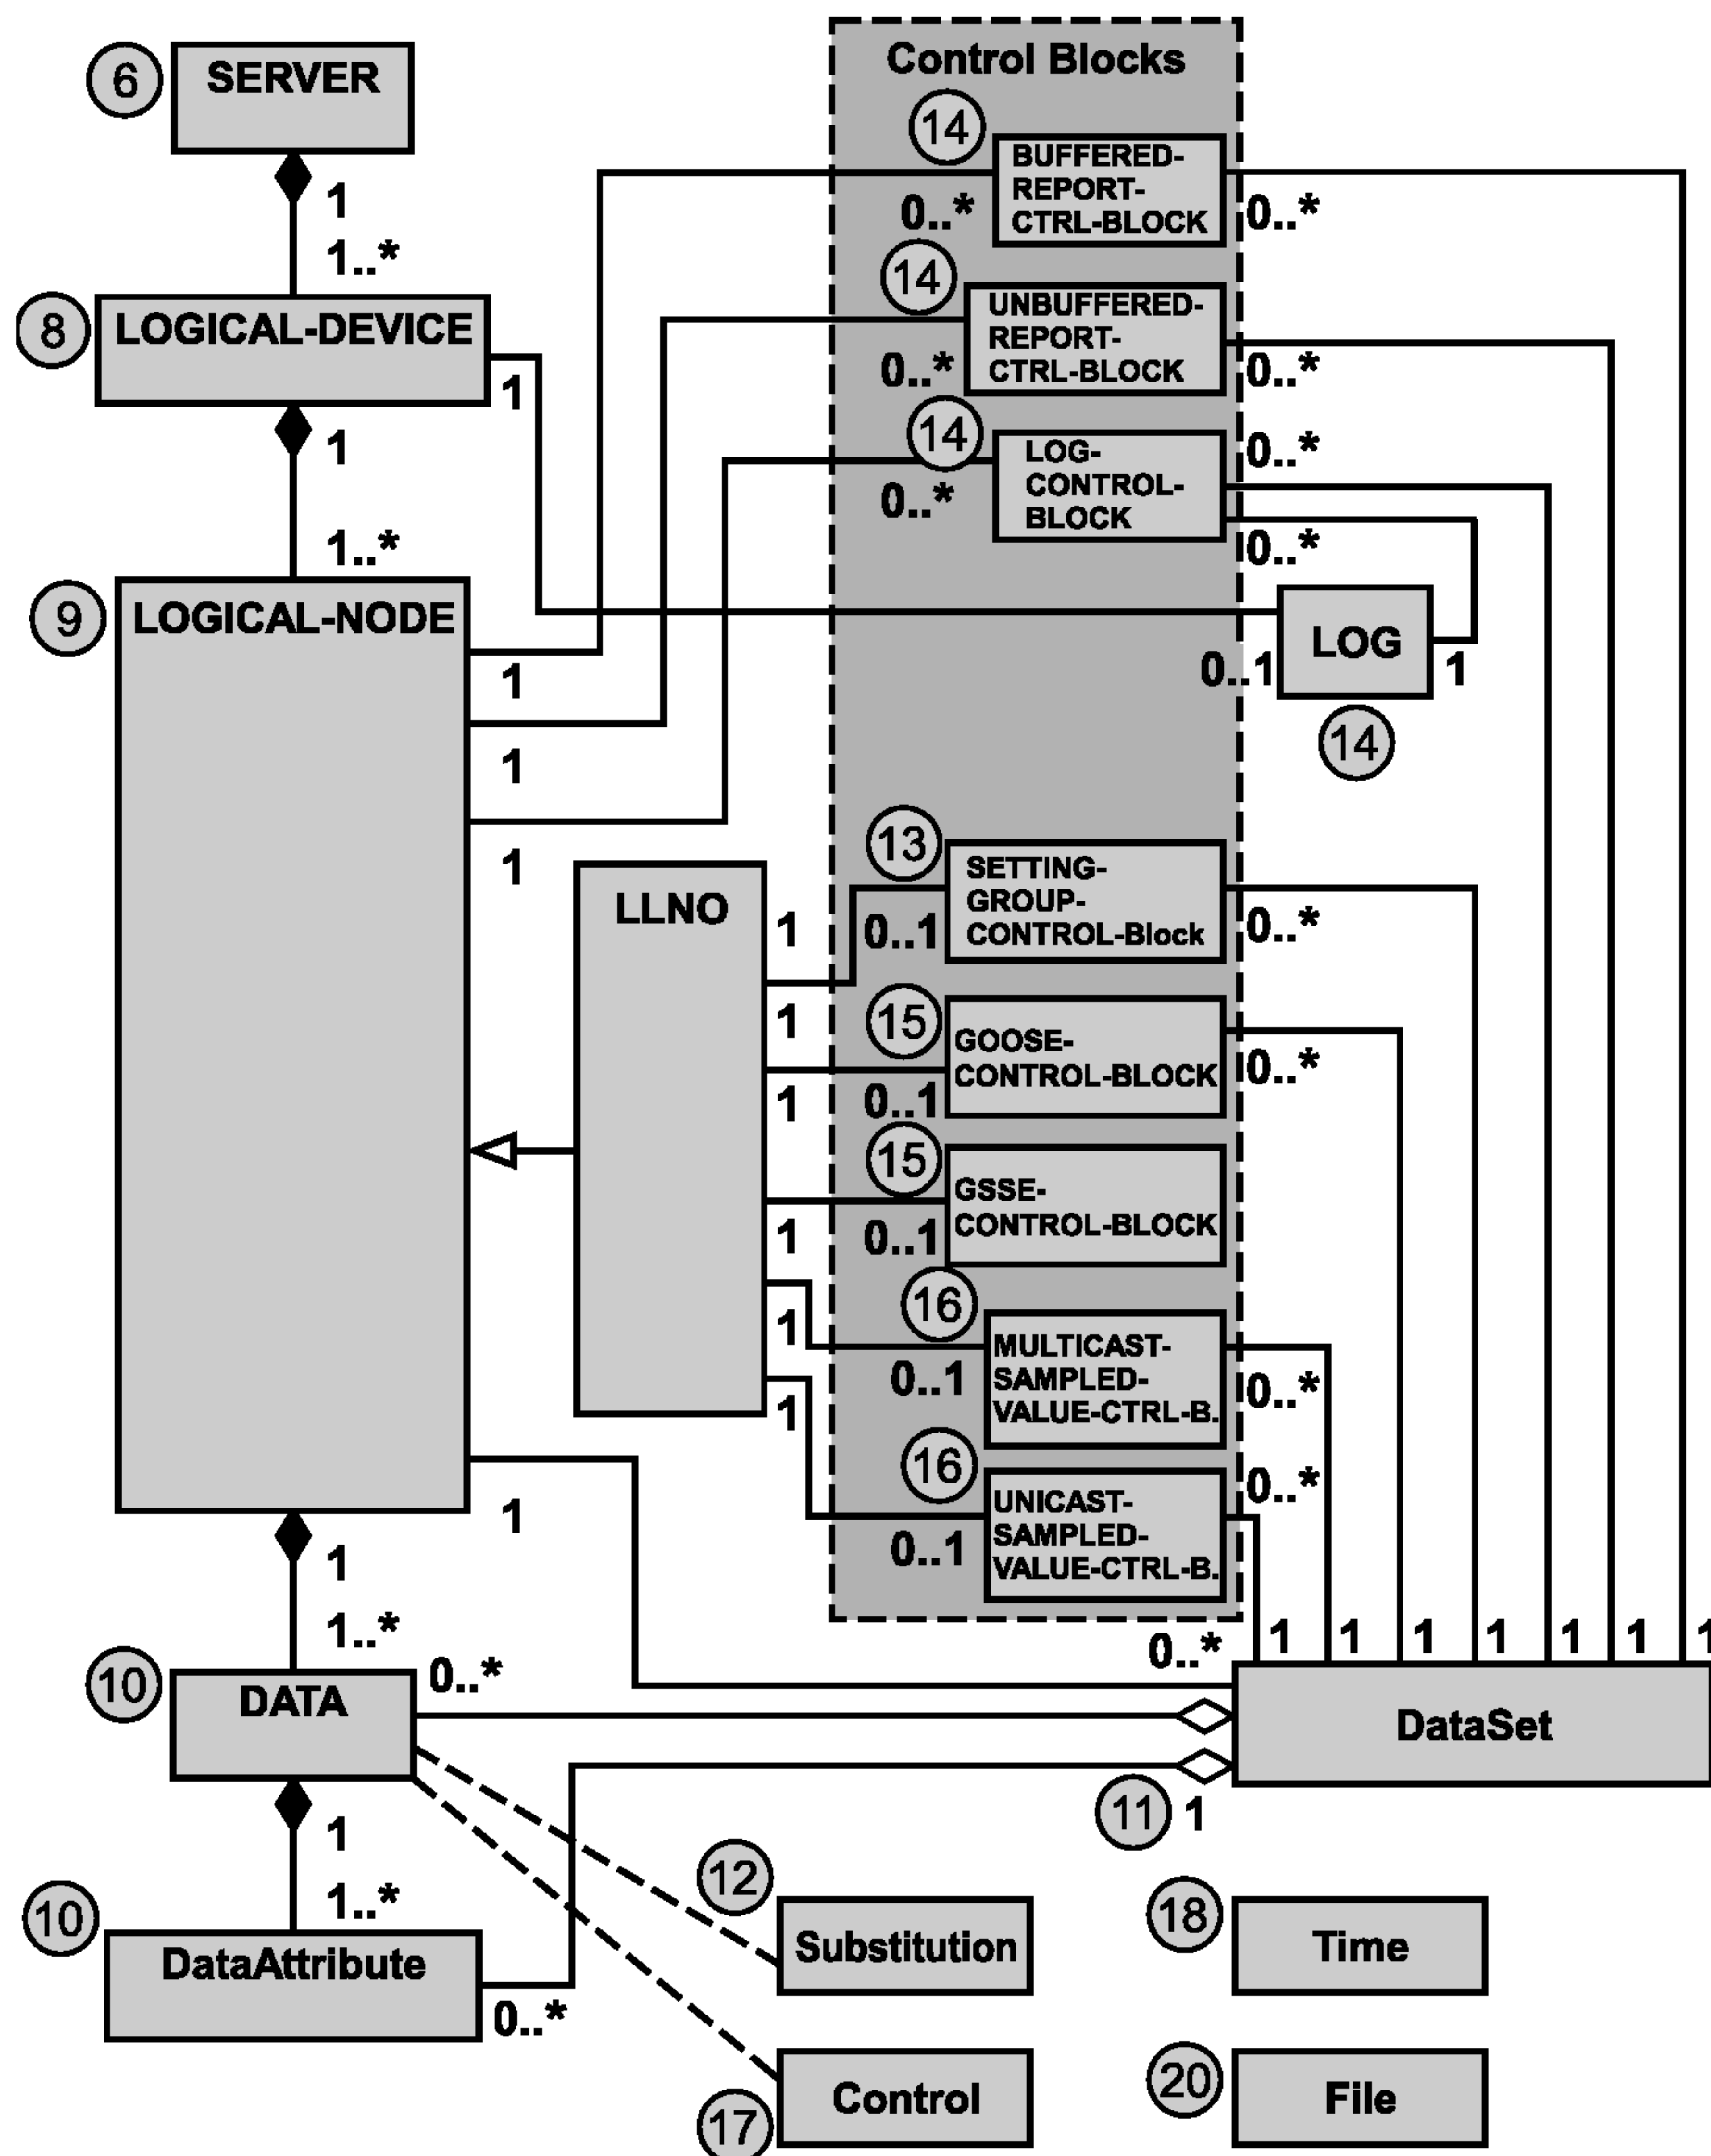 6
SERVER
1
1..*
8
LOGICAL-DEVICE
1
1
1..*
9
LOGICAL-NODE
1
1
1
1
1
1..*
10
DATA
0..*
1
1..*
10
DataAttribute
0..*
LLNO
1
1
1
1
1
1
Control Blocks
14
BUFFERED-
REPORT-
CTRL-BLOCK
0..*
0..*
14
UNBUFFERED-
REPORT-
CTRL-BLOCK
0..*
0..*
14
LOG-
CONTROL-
BLOCK
0..*
0..*
0..*
LOG
0..1
1
14
13
SETTING-
GROUP-
CONTROL-Block
0..1
0..*
15
GOOSE-
CONTROL-BLOCK
0..1
0..*
15
GSSE-
CONTROL-BLOCK
0..1
16
MULTICAST-
SAMPLED-
VALUE-CTRL-B.
0..1
0..*
16
UNICAST-
SAMPLED-
VALUE-CTRL-B.
0..1
0..*
0..*
1
1
1
1
1
1
1
DataSet
11
1
12
Substitution
18
Time
17
Control
20
File